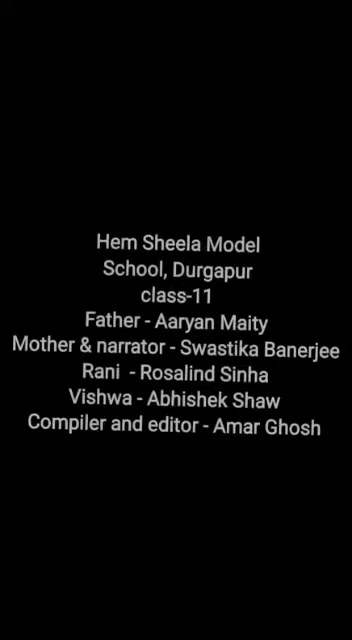 Hem Sheela Model
School, Durgapur
class-11
Father - Aaryan Maity
Mother & narrator - Swastika Banerjee
Rani - Rosalind Sinha
Vishwa - Abhishek Shaw
Compiler and editor - Amar Ghosh